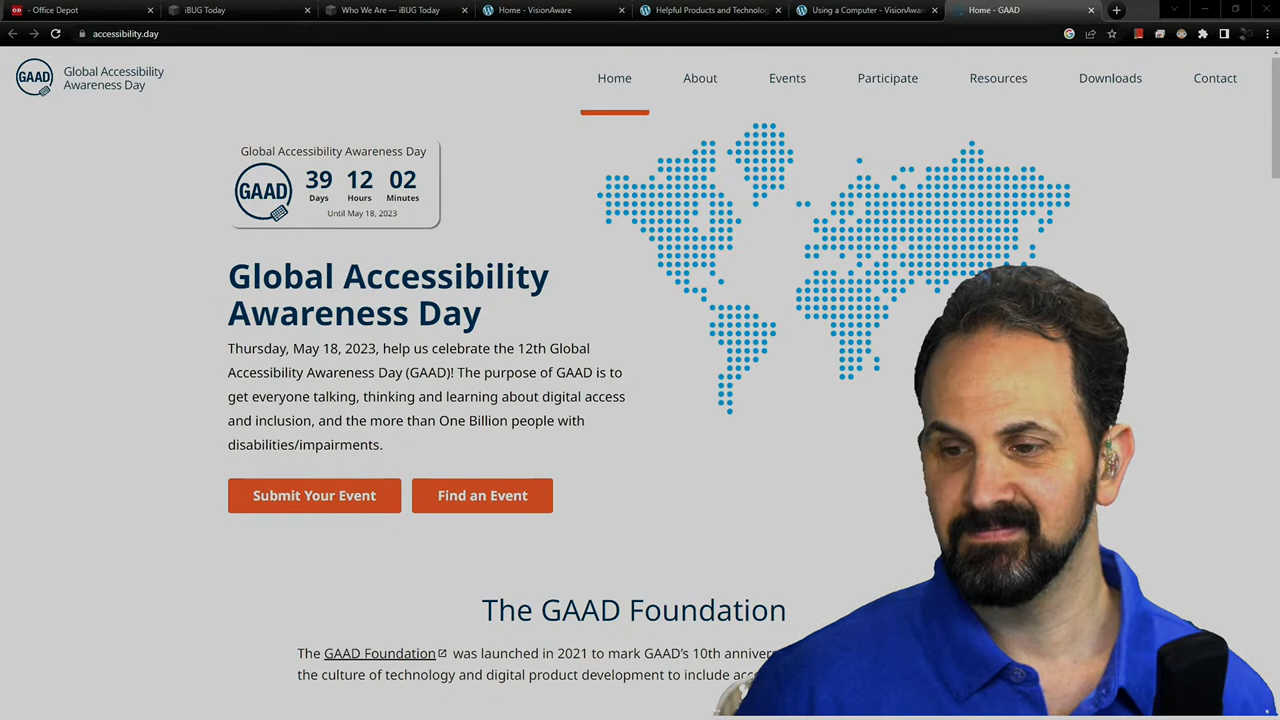 - Office Depot
iBUG Today
Who We Are — iBUG Today
Home - VisionAware
Helpful Products and Technolog
Using a Computer - VisionAware
Home - GAAD
accessibility.day
GAAD
Global Accessibility
Awareness Day
Home
About
Events
Participate
Resources
Downloads
Contact
Global Accessibility Awareness Day
GAAD
39 12 02
Days Hours Minutes
Until May 18, 2023
Global Accessibility
Awareness Day
Thursday, May 18, 2023, help us celebrate the 12th Global
Accessibility Awareness Day (GAAD)! The purpose of GAAD is to
get everyone talking, thinking and learning about digital access
and inclusion, and the more than One Billion people with
disabilities/impairments.
Submit Your Event
Find an Event
The GAAD Foundation
The GAAD Foundation was launched in 2021 to mark GAAD's 10th annivers
the culture of technology and digital product development to include acc